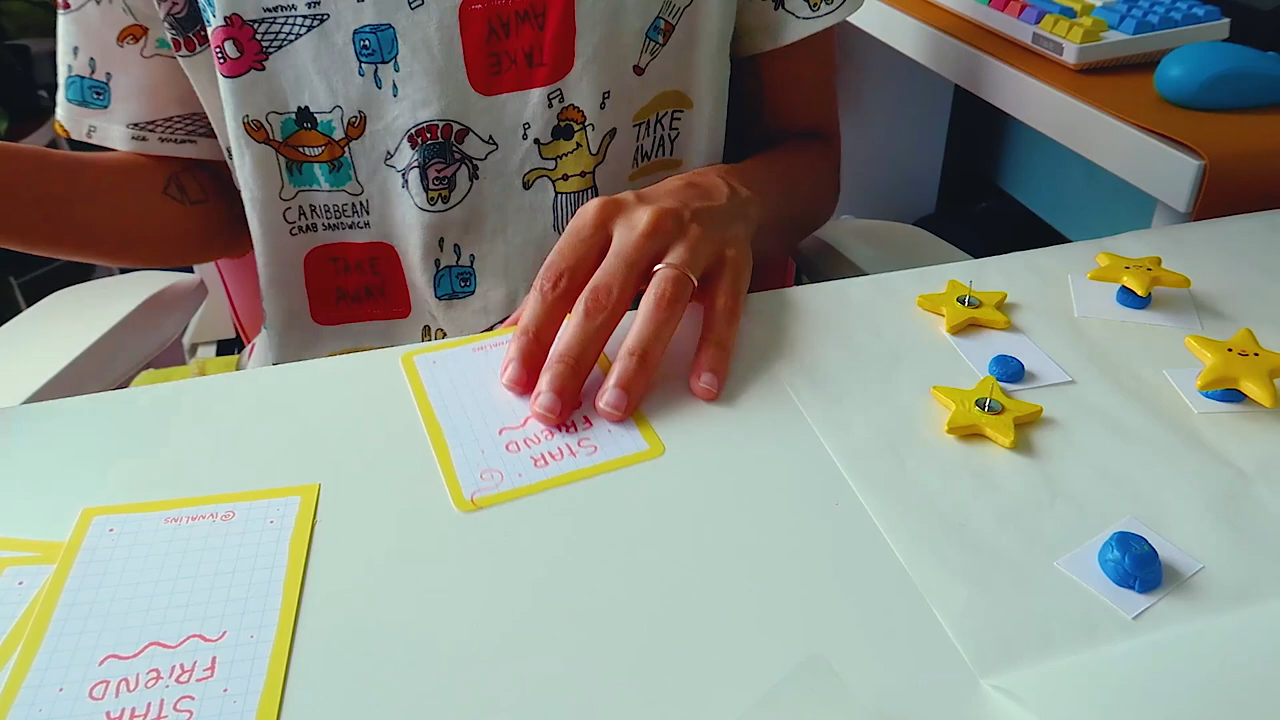 TAKE
AWAY
TAKE
AWAY
CARIBBEAN
CRAB SANDWICH
TAKE
AWAY
STAR
FRiEND
@ivnalins
STAR
FRiEND